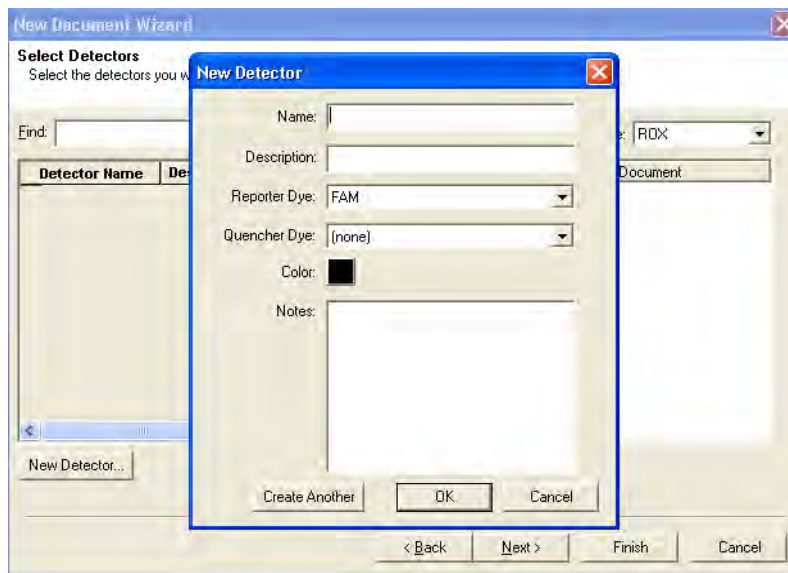 New Document Wizard
Select Detectors
Select the detectors you w
Find:
e: ROX
Detector Name De
Document
New Detector...
New Detector
Name:
Description:
Reporter Dye: FAM
Quencher Dye: (none)
Color:
Notes:
Create Another OK Cancel
< Back Next > Finish Cancel